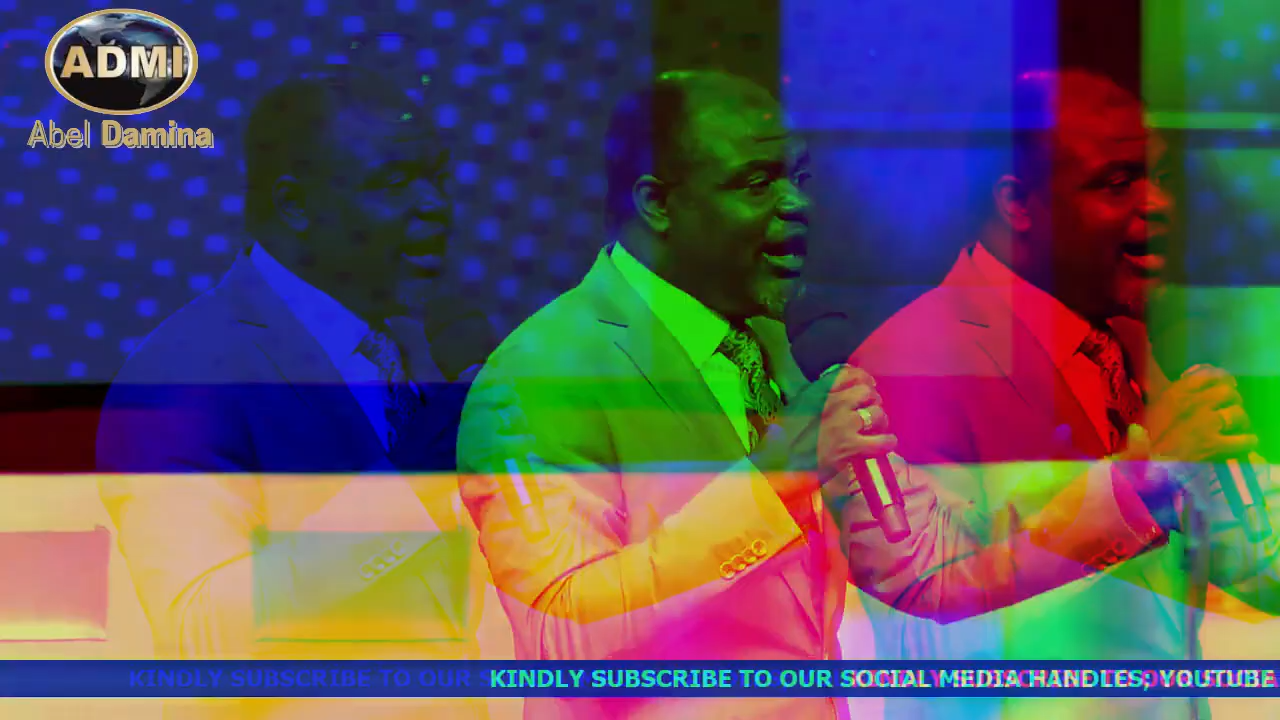 ADMI
Abel Damina
KINDLY SUBSCRIBE TO OUR SOCIAL MEDIA HANDLES; YOUTUBE